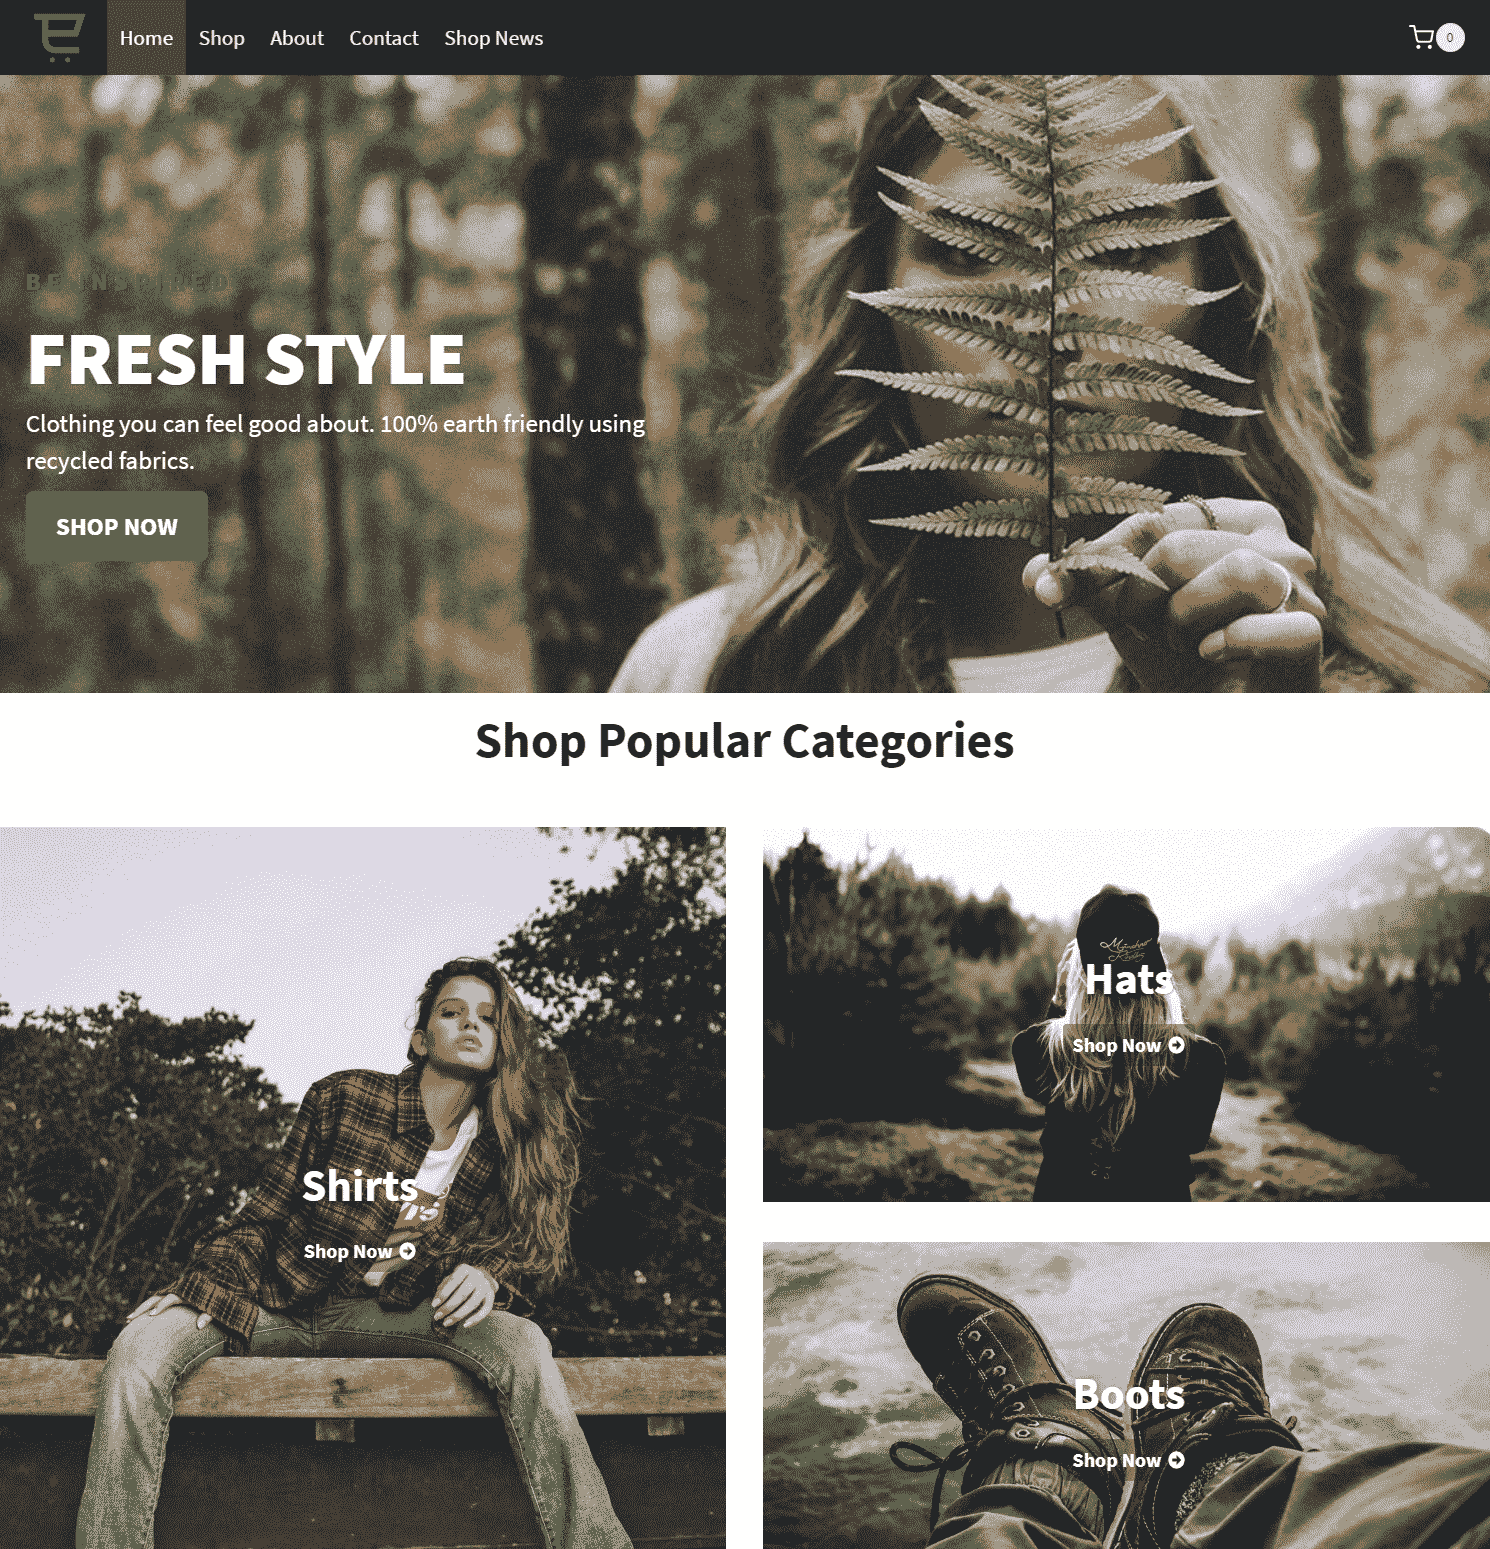 Home Shop About Contact Shop News 0
BE INSPIRED
FRESH STYLE
Clothing you can feel good about. 100% earth friendly using
recycled fabrics.
SHOP NOW
Shop Popular Categories
Hats
Shop Now
Shirts
Shop Now
Boots
Shop Now